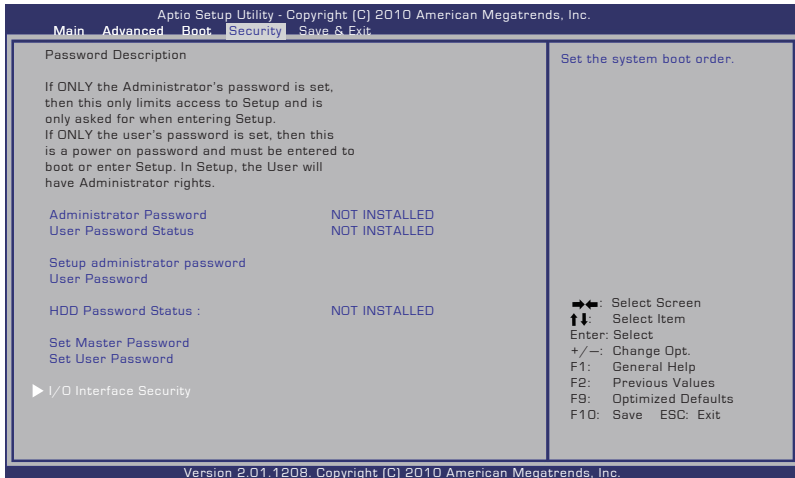 Aptio Setup Utility - Copyright (C) 2010 American Megatrends, Inc.
Main Advanced Boot Security Save & Exit
Password Description
If ONLY the Administrator's password is set,
then this only limits access to Setup and is
only asked for when entering Setup.
If ONLY the user's password is set, then this
is a power on password and must be entered to
boot or enter Setup. In Setup, the User will
have Administrator rights.
Administrator Password NOT INSTALLED
User Password Status NOT INSTALLED
Setup administrator password
User Password
HDD Password Status : NOT INSTALLED
Set Master Password
Set User Password
I/O Interface Security
Set the system boot order.
→←: Select Screen
↑↓: Select Item
Enter: Select
+/—: Change Opt.
F1: General Help
F2: Previous Values
F9: Optimized Defaults
F10: Save ESC: Exit
Version 2.01.1208. Copyright (C) 2010 American Megatrends, Inc.